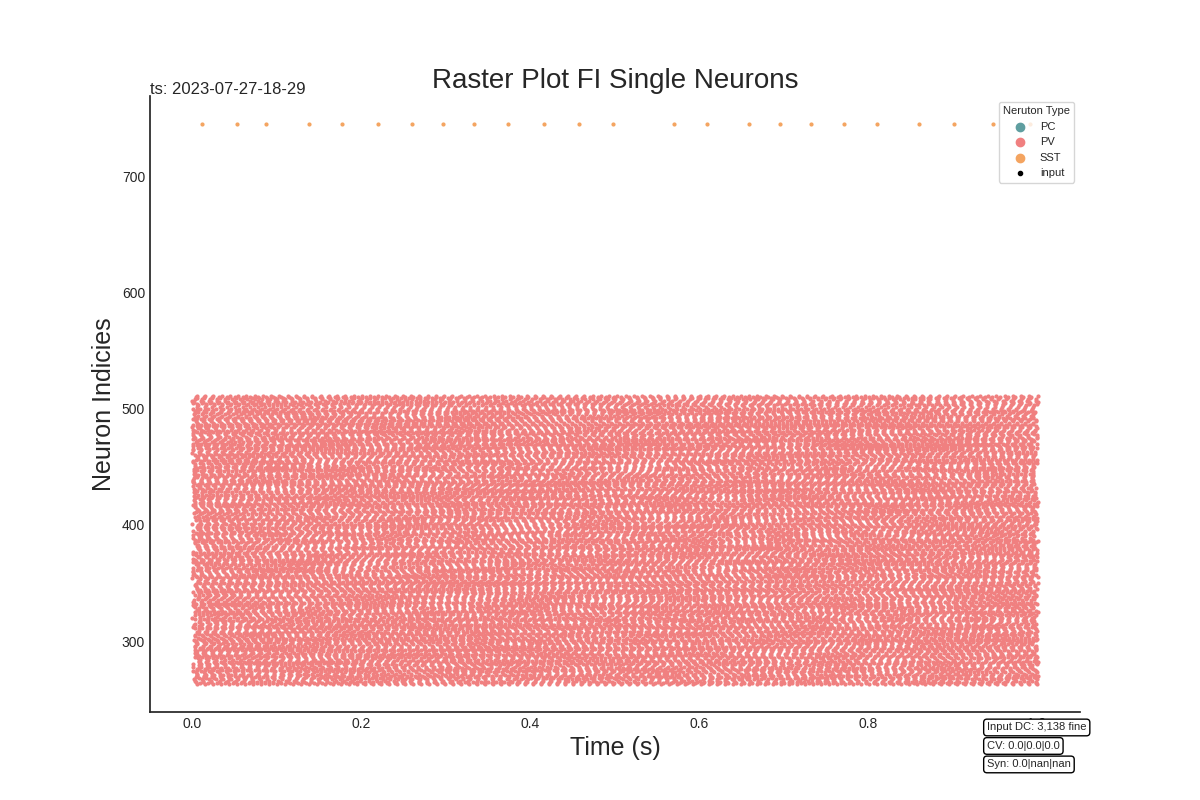 Raster Plot FI Single Neurons
ts: 2023-07-27-18-29
Neruton Type
PC
PV
SST
input
700
600
500
400
300
Neuron Indicies
0.0
0.2
0.4
0.6
0.8
Time (s)
Input DC: 3,138 fine
CV: 0.0|0.0|0.0
Syn: 0.0|nan|nan